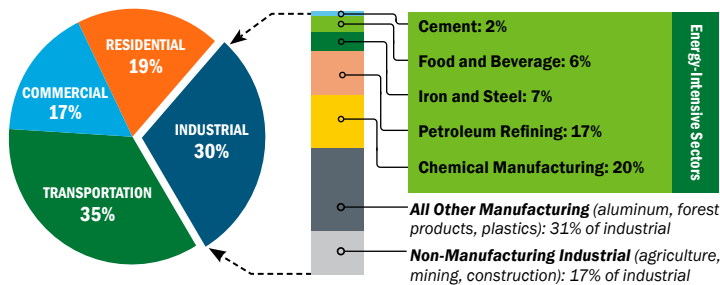 RESIDENTIAL
19%
COMMERCIAL
17%
INDUSTRIAL
30%
TRANSPORTATION
35%
Cement: 2%
Food and Beverage: 6%
Iron and Steel: 7%
Petroleum Refining: 17%
Chemical Manufacturing: 20%
Energy-Intensive Sectors
All Other Manufacturing (aluminum, forest
products, plastics): 31% of industrial
Non-Manufacturing Industrial (agriculture,
mining, construction): 17% of industrial